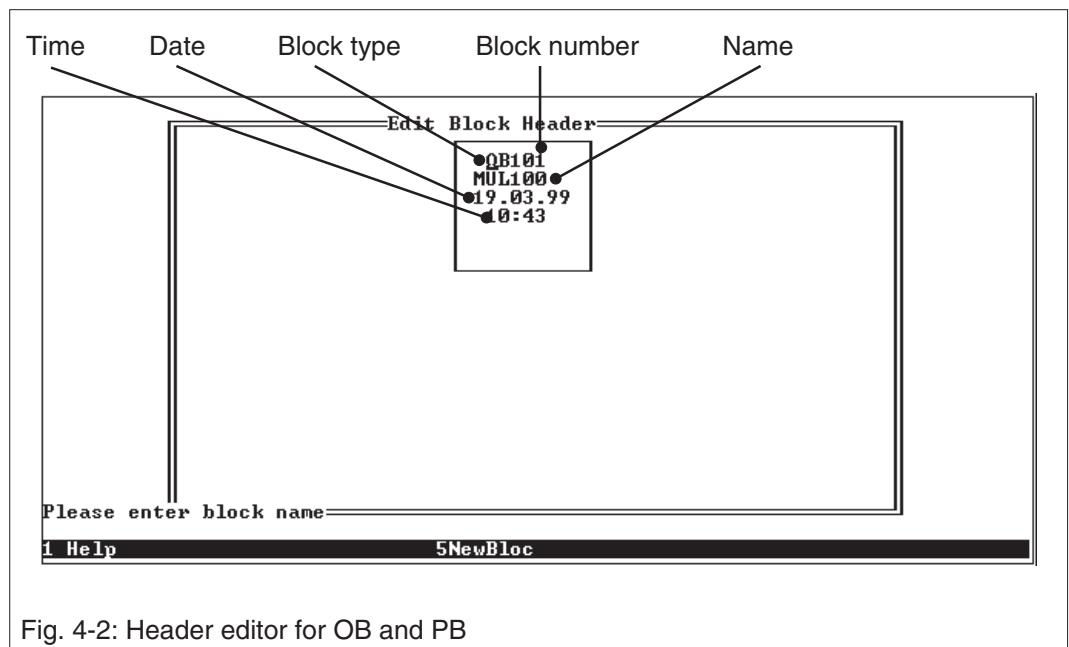 Time Date Block type Block number Name
Edit Block Header
OB101
MUL100
19.03.99
10:43
Please enter block name
1 Help 5NewBloc
Fig. 4-2: Header editor for OB and PB